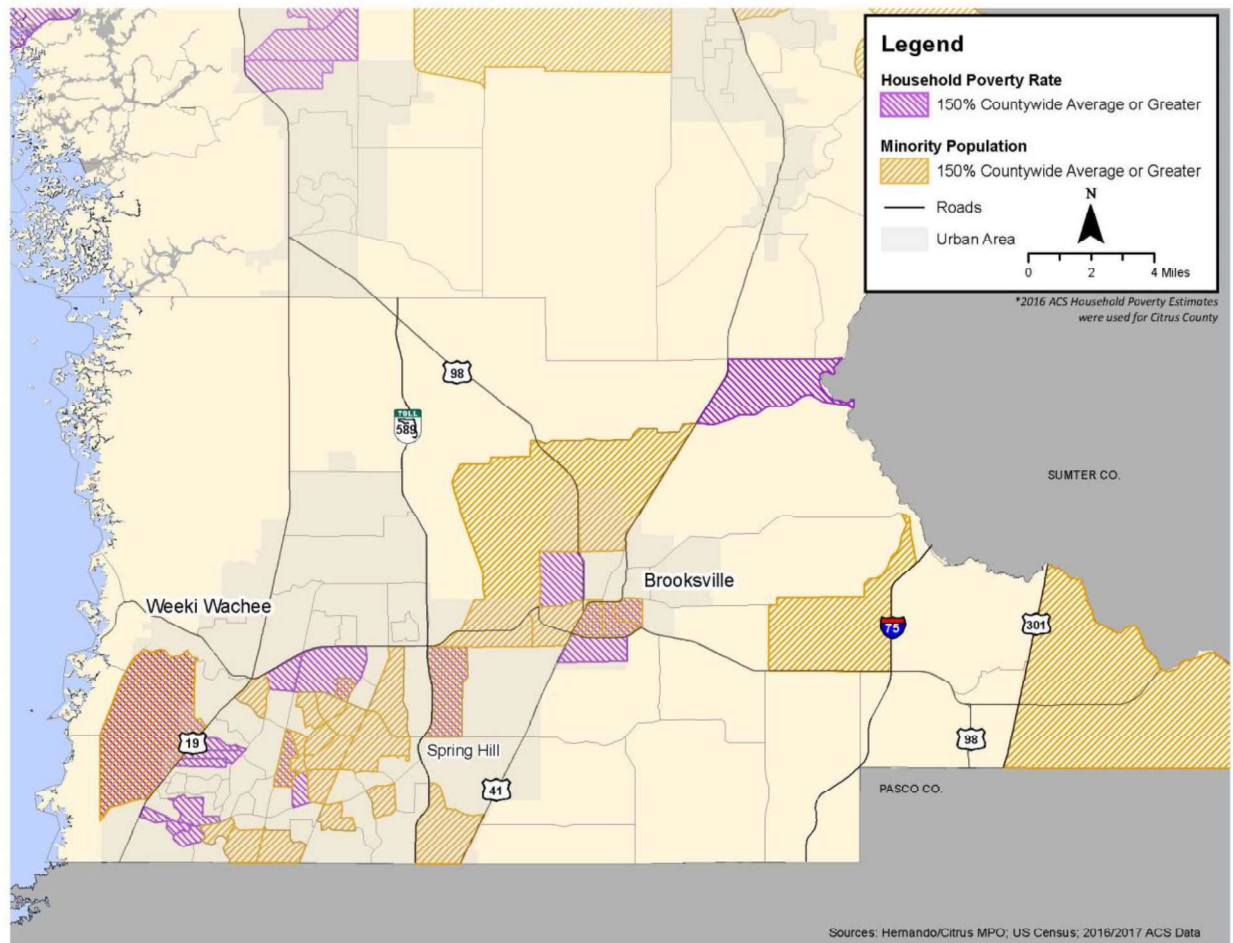 Legend
Household Poverty Rate
150% Countywide Average or Greater
Minority Population
150% Countywide Average or Greater
Roads
Urban Area
N
0 2 4 Miles
*2016 ACS Household Poverty Estimates
were used for Citrus County
98
TOLL
589
SUMTER CO.
Brooksville
Weeki Wachee
75
301
19
Spring Hill
98
41
PASCO CO.
Sources: Hernando/Citrus MPO; US Census; 2016/2017 ACS Data